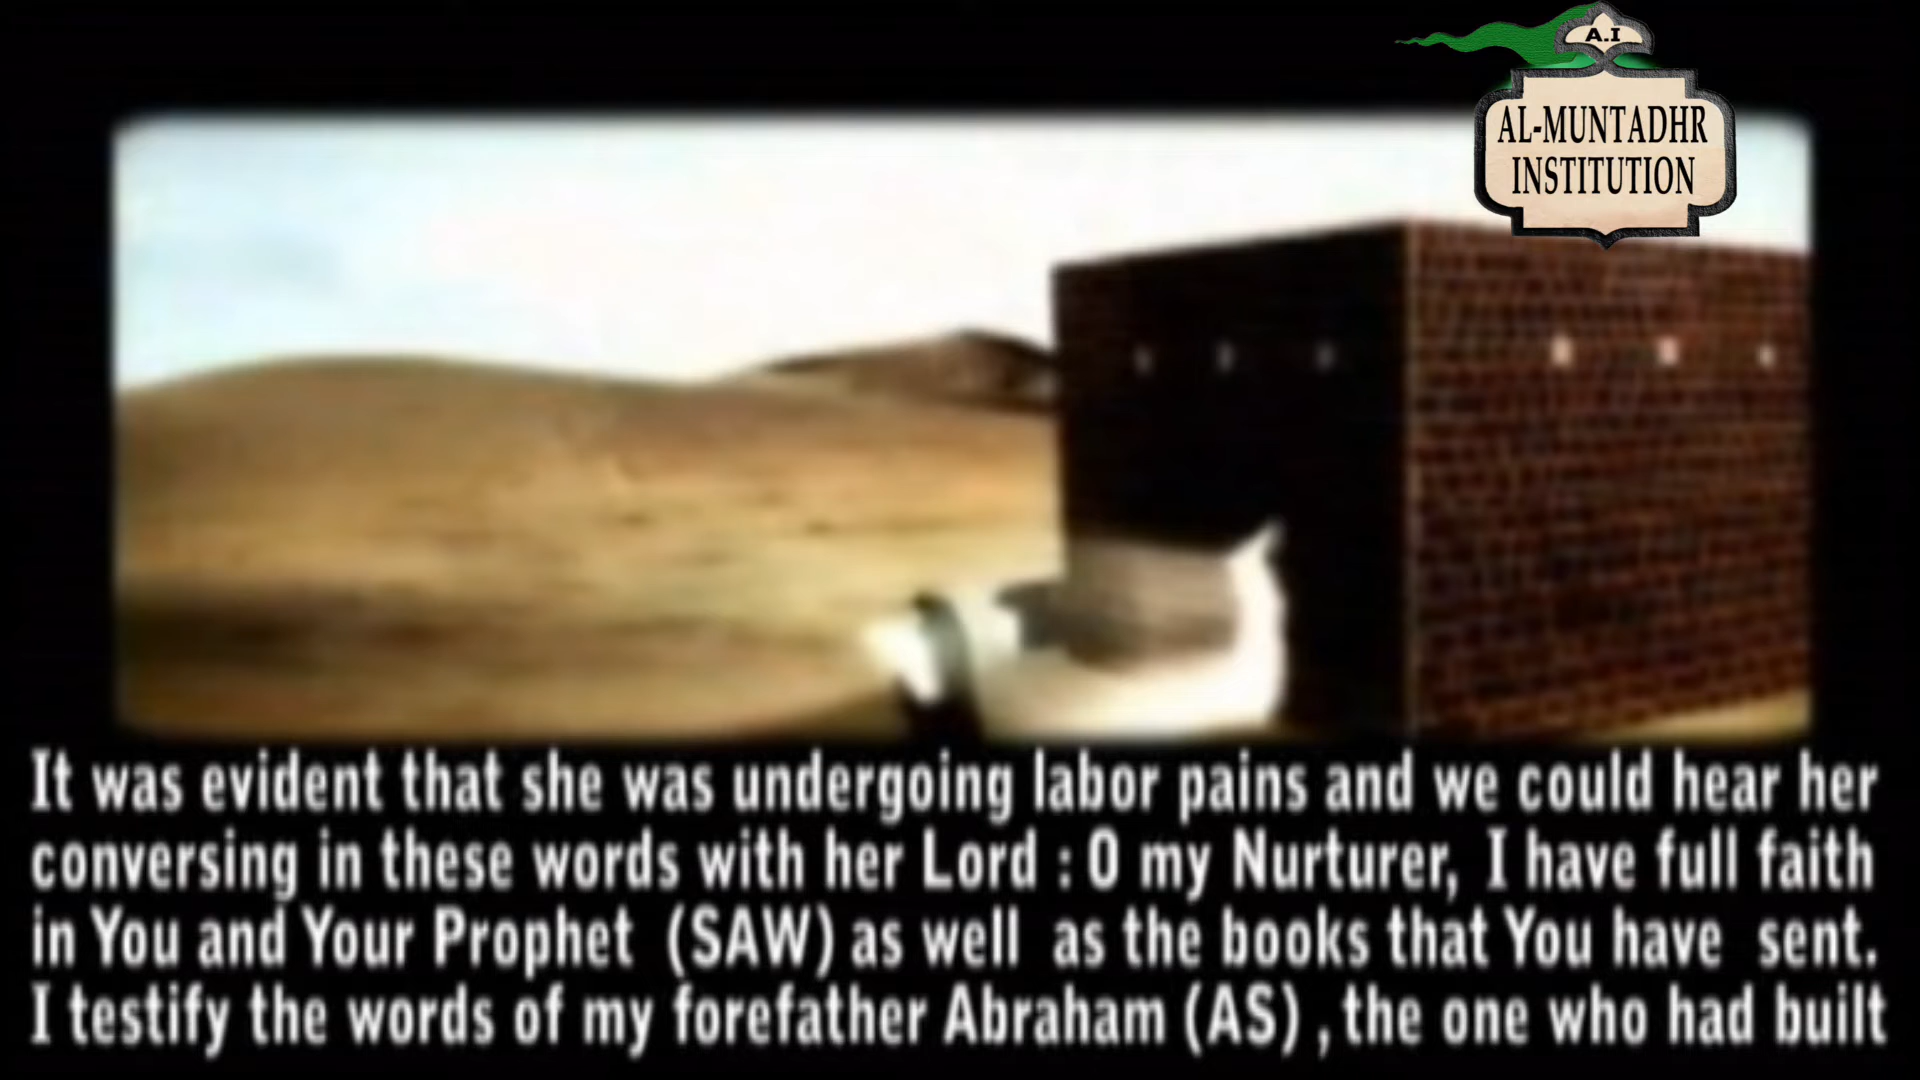 A.I
AL-MUNTADHR
INSTITUTION
It was evident that she was undergoing labor pains and we could hear her
conversing in these words with her Lord : O my Nurturer, I have full faith
in You and Your Prophet (SAW) as well as the books that You have sent.
I testify the words of my forefather Abraham (AS) , the one who had built